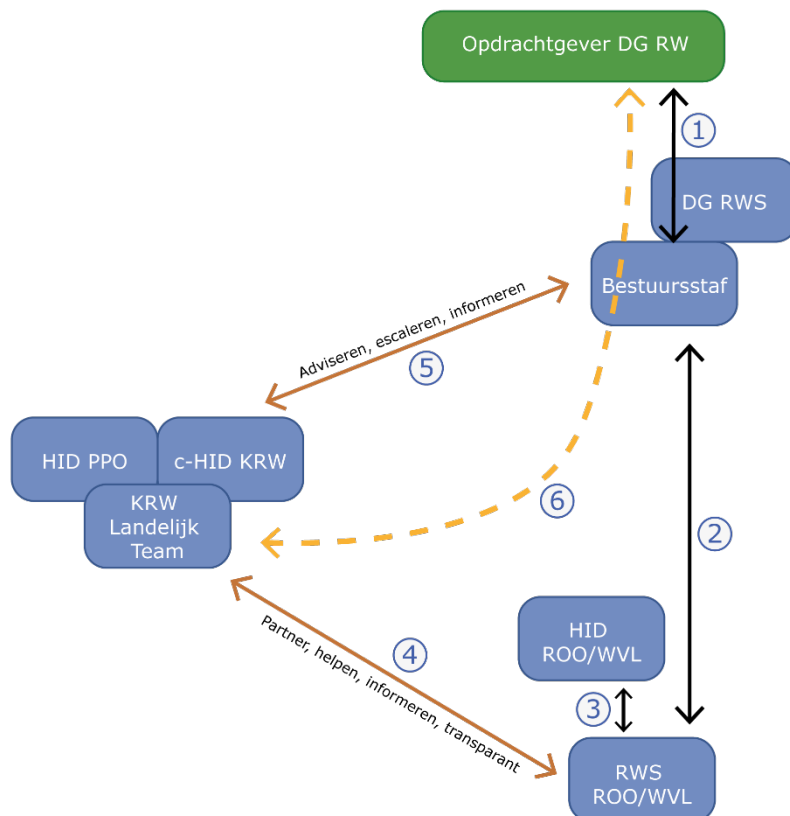 Opdrachtgever DG RW
1
DG RWS
Bestuursstaf
Adviseren, escaleren, informeren
5
HID PPO
c-HID KRW
KRW
Landelijk
Team
6
2
HID
ROO/WVL
Partner, helpen, informeren, transparant
4
3
RWS
ROO/WVL